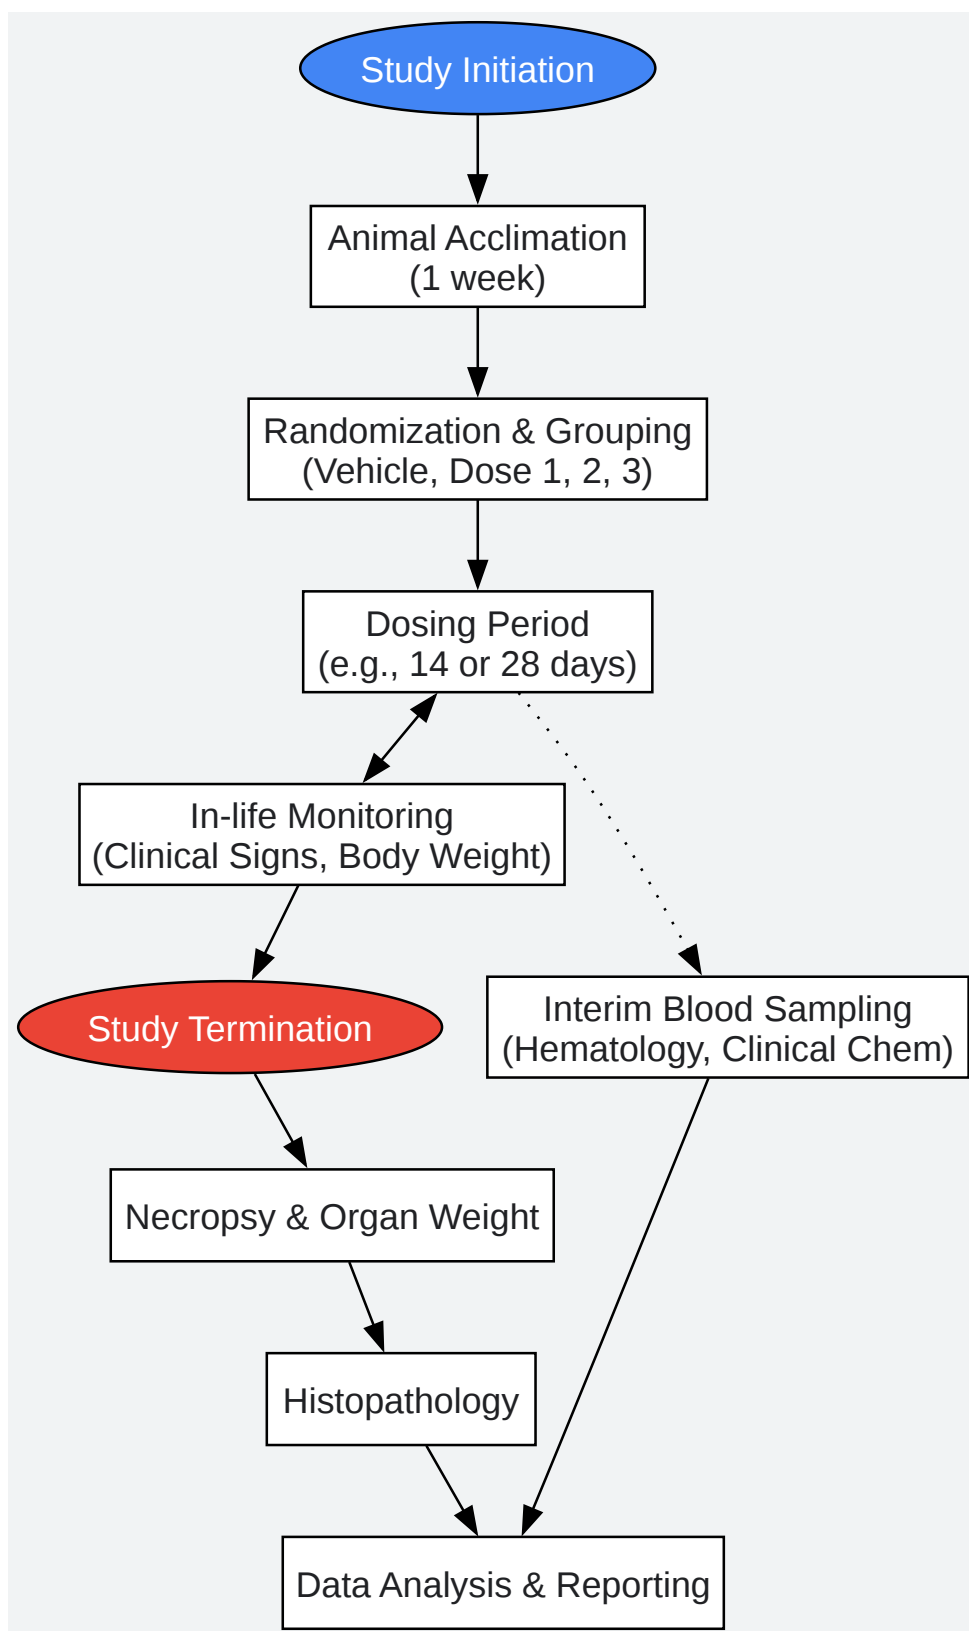 Study Initiation
Animal Acclimation
(1 week)
Randomization & Grouping
(Vehicle, Dose 1, 2, 3)
Dosing Period
(e.g., 14 or 28 days)
In-life Monitoring
(Clinical Signs, Body Weight)
Study Termination
Interim Blood Sampling
(Hematology, Clinical Chem)
Necropsy & Organ Weight
Histopathology
Data Analysis & Reporting